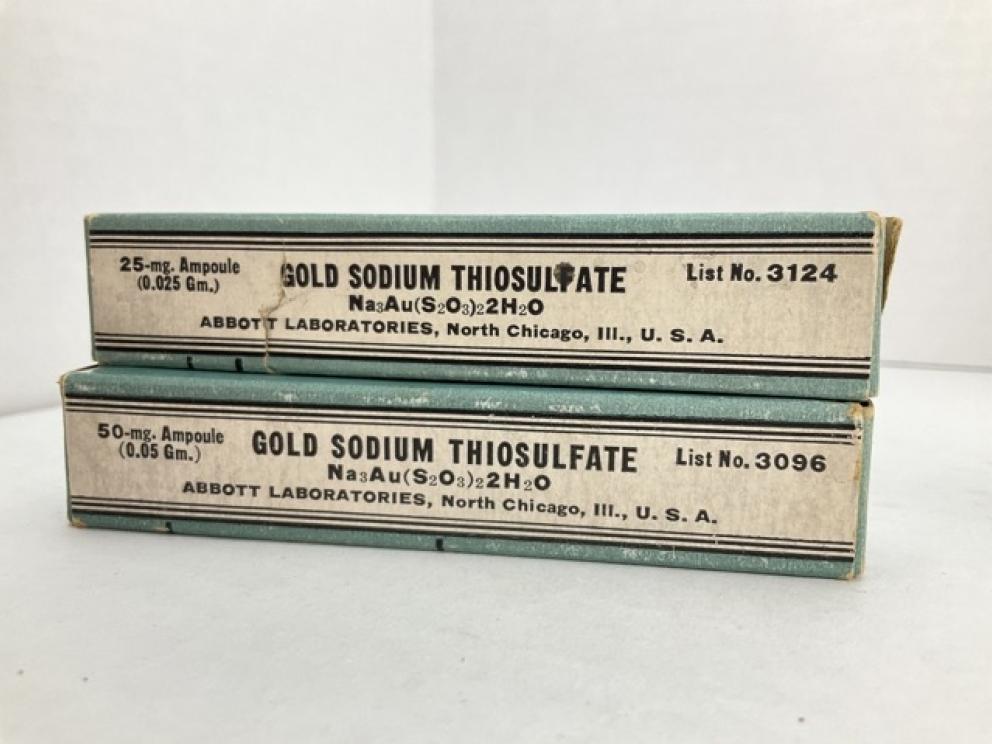 25-mg. Ampoule
(0.025 Gm.)
GOLD SODIUM THIOSULFATE
List No. 3124
Na₃Au(S₂O₃)₂2H₂O
ABBOTT LABORATORIES, North Chicago, Ill., U. S. A.
50-mg. Ampoule
(0.05 Gm.)
GOLD SODIUM THIOSULFATE
List No. 3096
Na₃Au(S₂O₃)₂2H₂O
ABBOTT LABORATORIES, North Chicago, Ill., U. S. A.